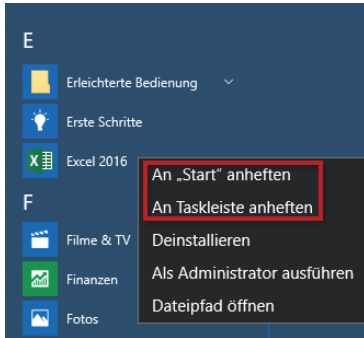 E
Erleichterte Bedienung
Erste Schritte
Excel 2016
An „Start“ anheften
An Taskleiste anheften
Deinstallieren
Als Administrator ausführen
Dateipfad öffnen
F
Filme & TV
Finanzen
Fotos